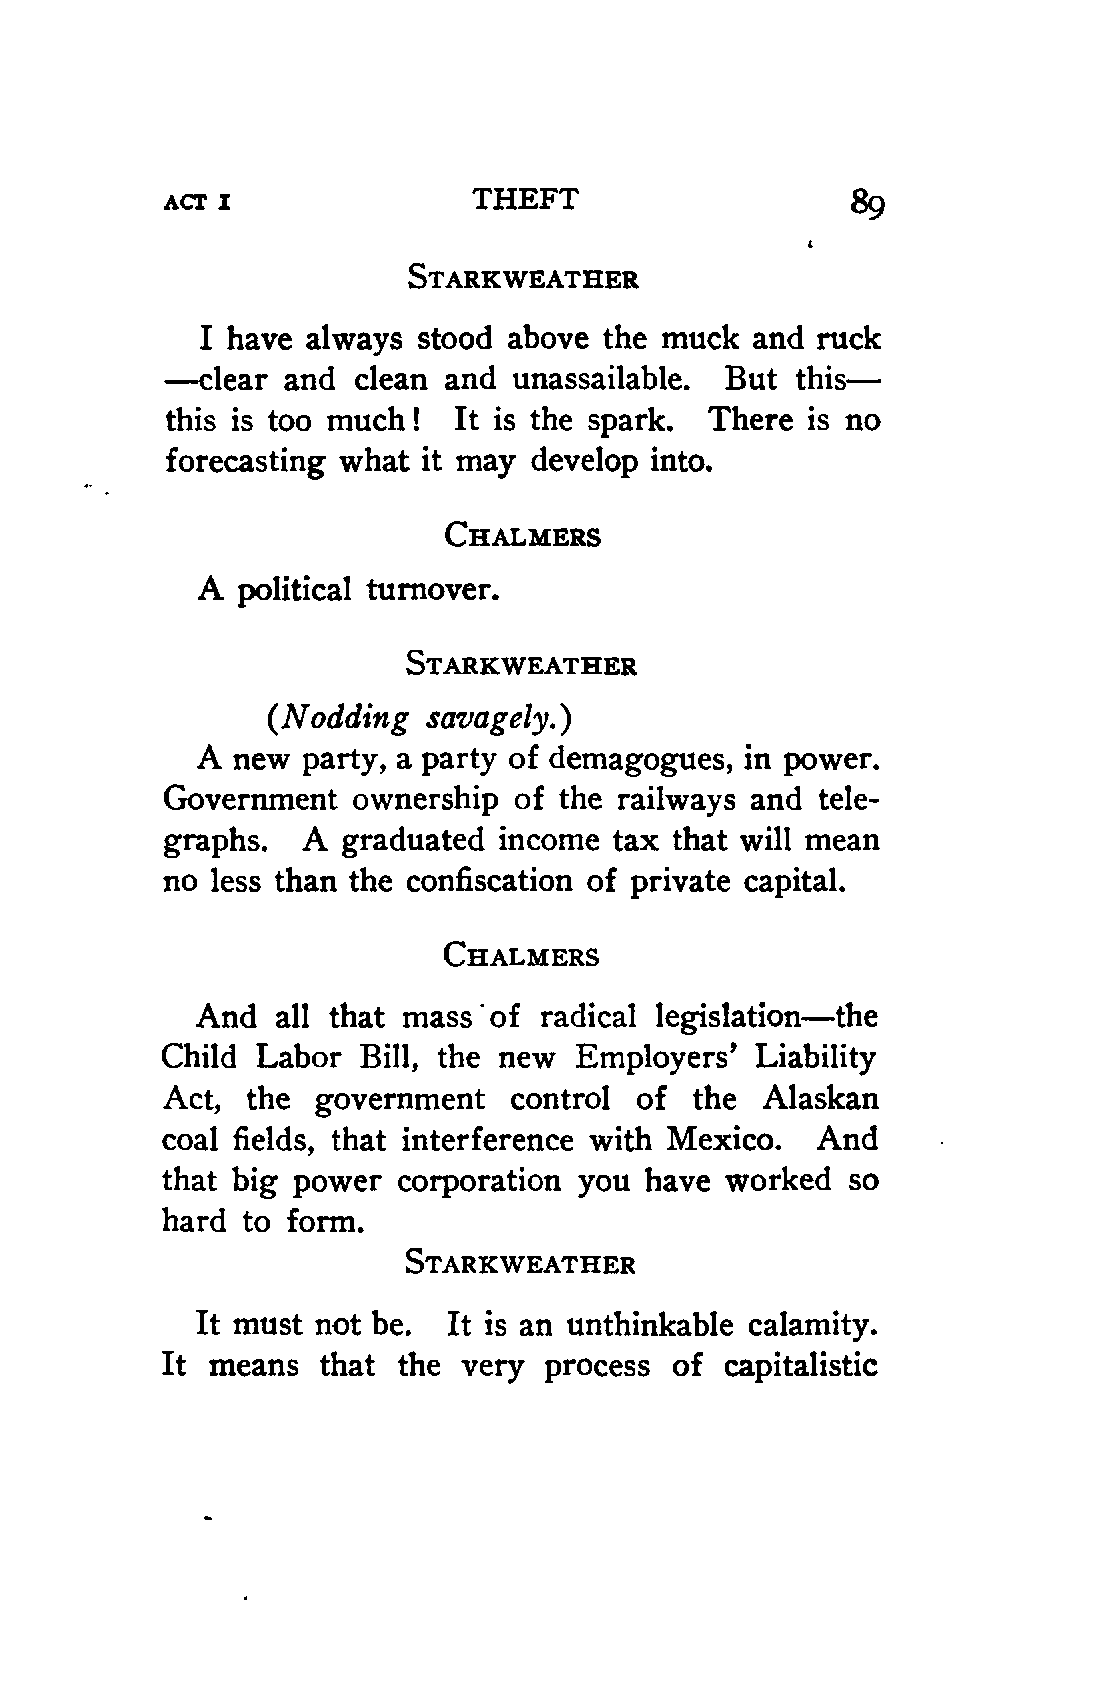 ACT I THEFT 89
STARKWEATHER
I have always stood above the muck and ruck
—clear and clean and unassailable. But this—
this is too much! It is the spark. There is no
forecasting what it may develop into.
CHALMERS
A political turnover.
STARKWEATHER
(Nodding savagely.)
A new party, a party of demagogues, in power.
Government ownership of the railways and tele-
graphs. A graduated income tax that will mean
no less than the confiscation of private capital.
CHALMERS
And all that mass of radical legislation—the
Child Labor Bill, the new Employers' Liability
Act, the government control of the Alaskan
coal fields, that interference with Mexico. And
that big power corporation you have worked so
hard to form.
STARKWEATHER
It must not be. It is an unthinkable calamity.
It means that the very process of capitalistic